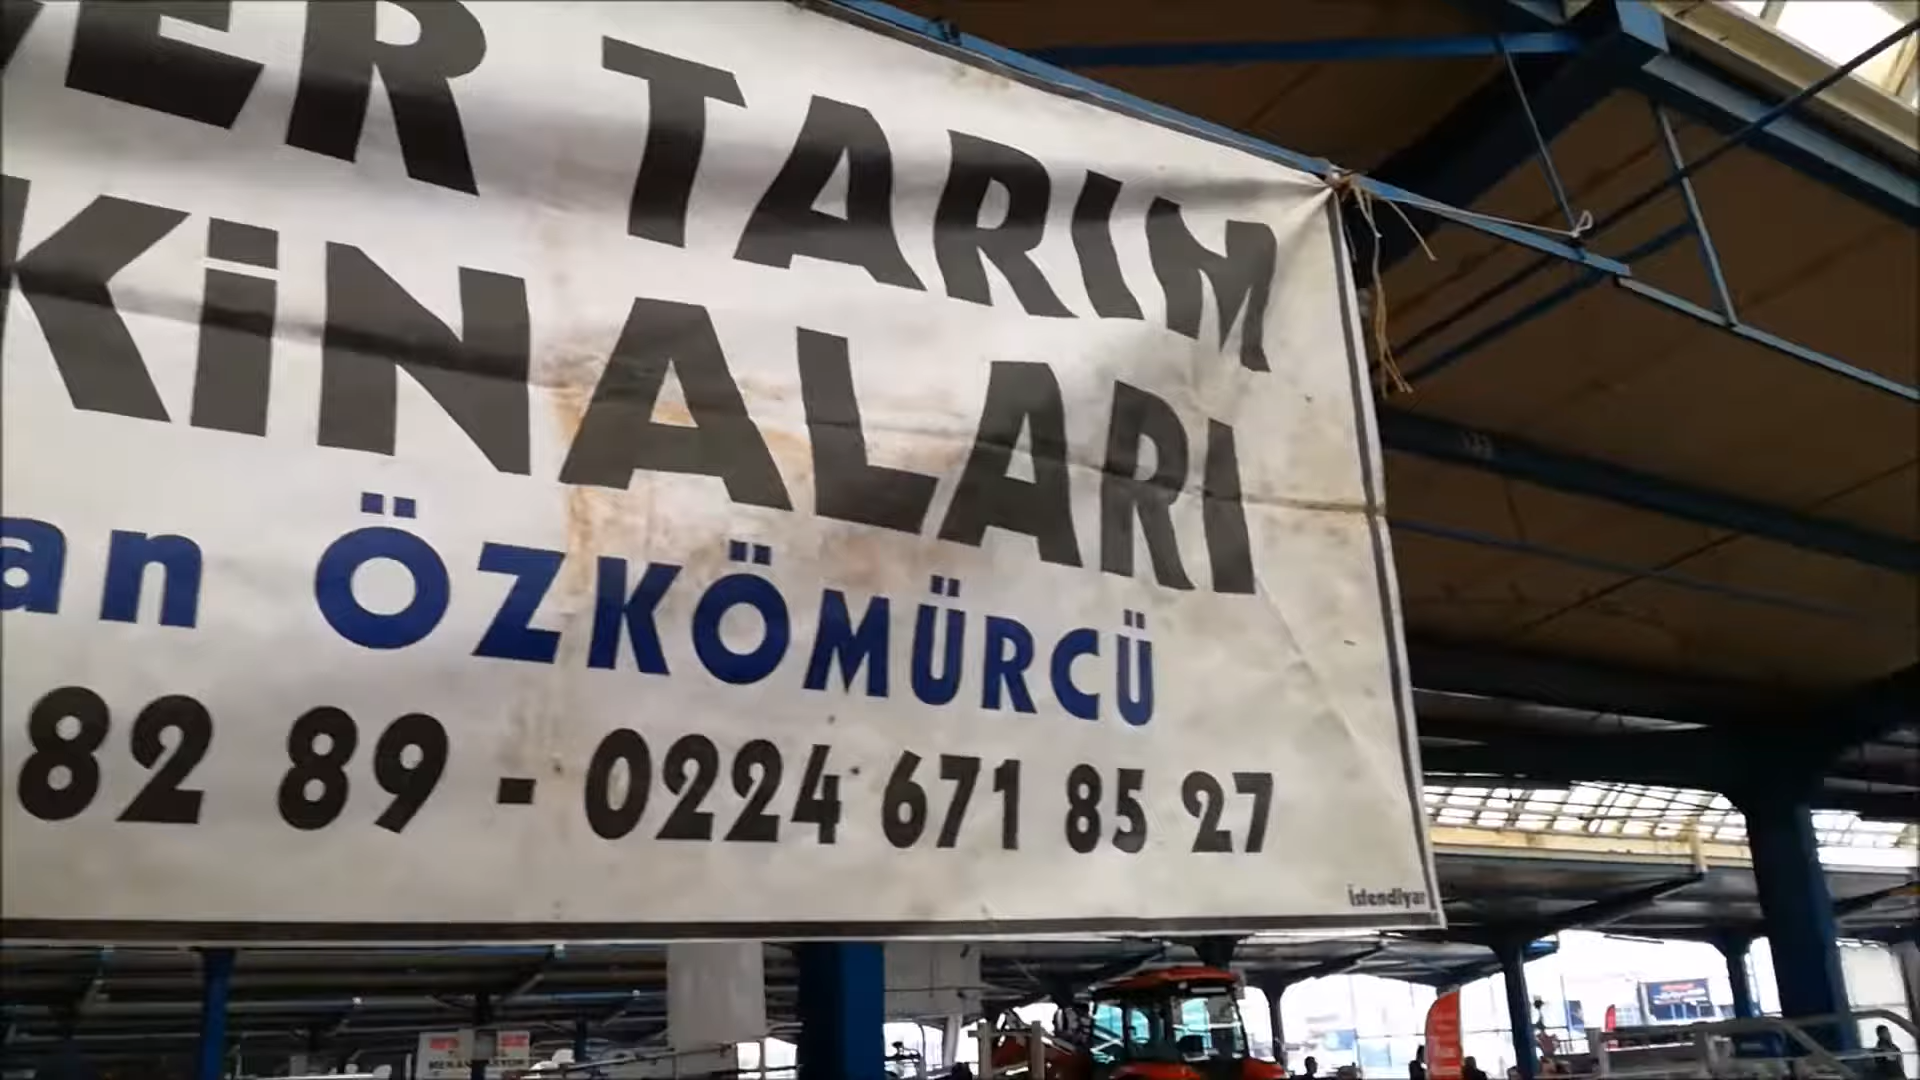 ER TARIM
KİNALARI
an ÖZKÖMÜRCÜ
82 89 - 0224 671 85 27
İsfendiyar